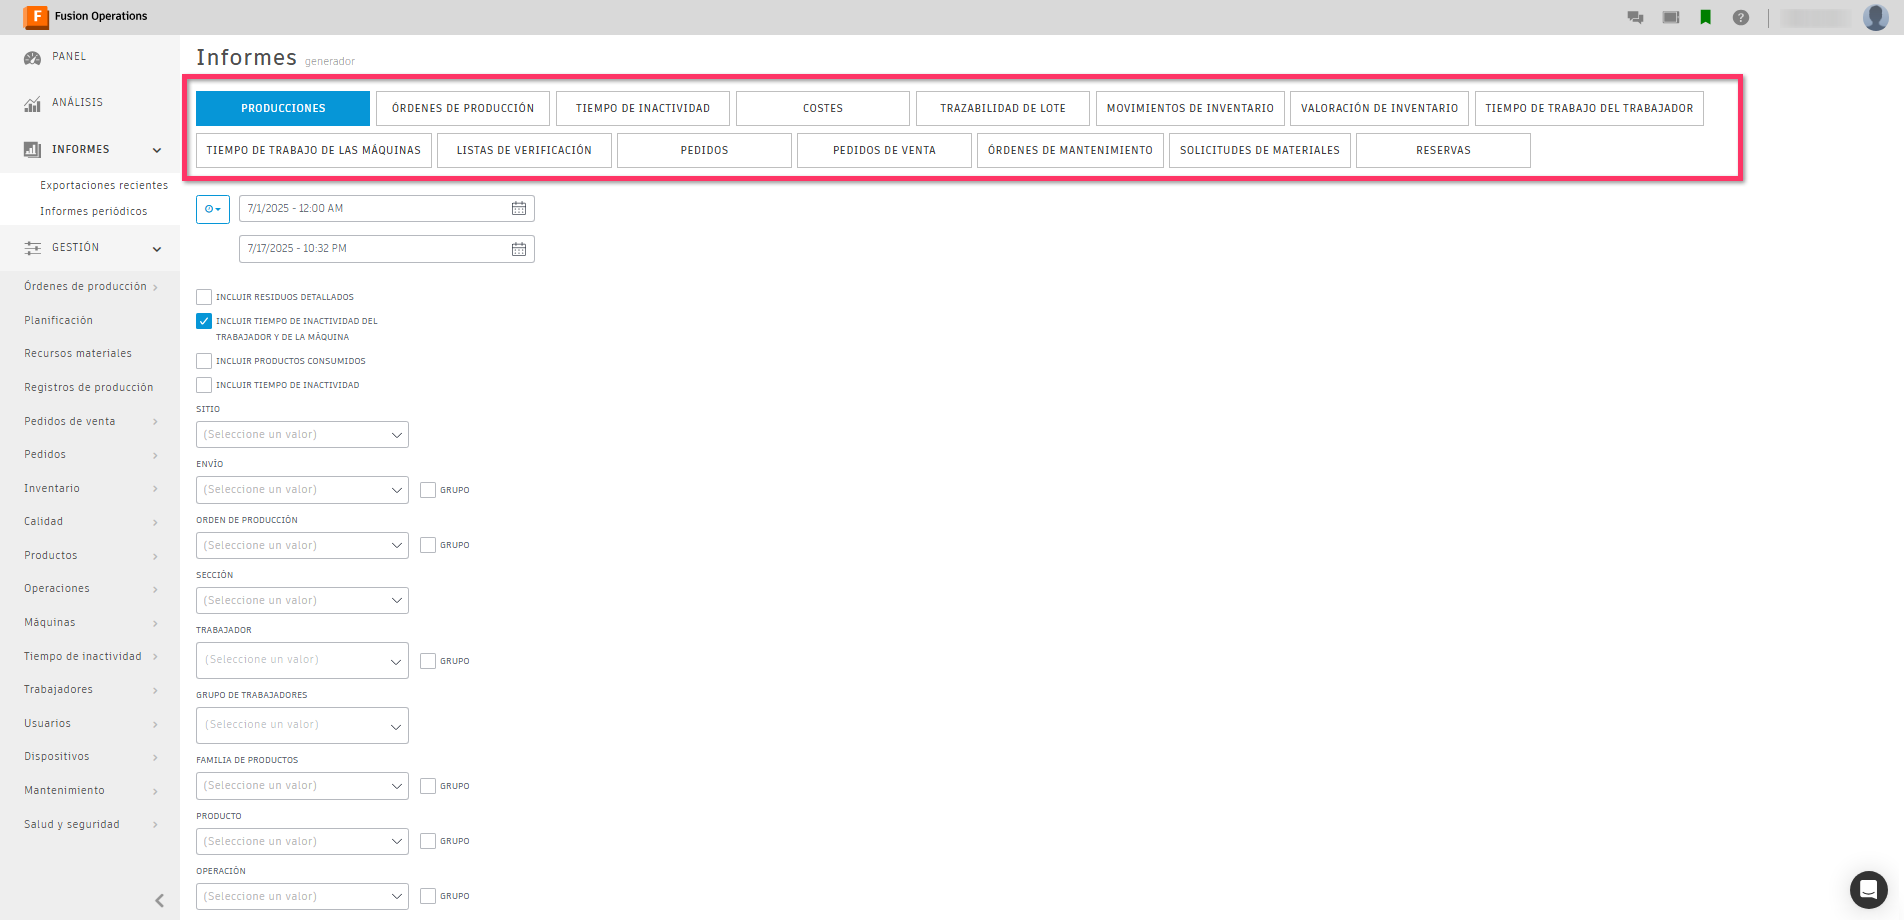 Fusion Operations
PANEL
ANÁLISIS
INFORMES
Exportaciones recientes
Informes periódicos
GESTIÓN
Órdenes de producción
Planificación
Recursos materiales
Registros de producción
Pedidos de venta
Pedidos
Inventario
Calidad
Productos
Operaciones
Máquinas
Tiempo de inactividad
Trabajadores
Usuarios
Dispositivos
Mantenimiento
Salud y seguridad
Informes generador
PRODUCCIONES ÓRDENES DE PRODUCCIÓN TIEMPO DE INACTIVIDAD COSTES TRAZABILIDAD DE LOTE MOVIMIENTOS DE INVENTARIO VALORACIÓN DE INVENTARIO TIEMPO DE TRABAJO DEL TRABAJADOR
TIEMPO DE TRABAJO DE LAS MÁQUINAS LISTAS DE VERIFICACIÓN PEDIDOS PEDIDOS DE VENTA ÓRDENES DE MANTENIMIENTO SOLICITUDES DE MATERIALES RESERVAS
7/1/2025 - 12:00 AM
7/17/2025 - 10:32 PM
INCLUIR RESIDUOS DETALLADOS
INCLUIR TIEMPO DE INACTIVIDAD DEL
TRABAJADOR Y DE LA MÁQUINA
INCLUIR PRODUCTOS CONSUMIDOS
INCLUIR TIEMPO DE INACTIVIDAD
SITIO
(Seleccione un valor)
ENVÍO
(Seleccione un valor) GRUPO
ORDEN DE PRODUCCIÓN
(Seleccione un valor) GRUPO
SECCIÓN
(Seleccione un valor)
TRABAJADOR
(Seleccione un valor) GRUPO
GRUPO DE TRABAJADORES
(Seleccione un valor)
FAMILIA DE PRODUCTOS
(Seleccione un valor) GRUPO
PRODUCTO
(Seleccione un valor) GRUPO
OPERACIÓN
(Seleccione un valor) GRUPO